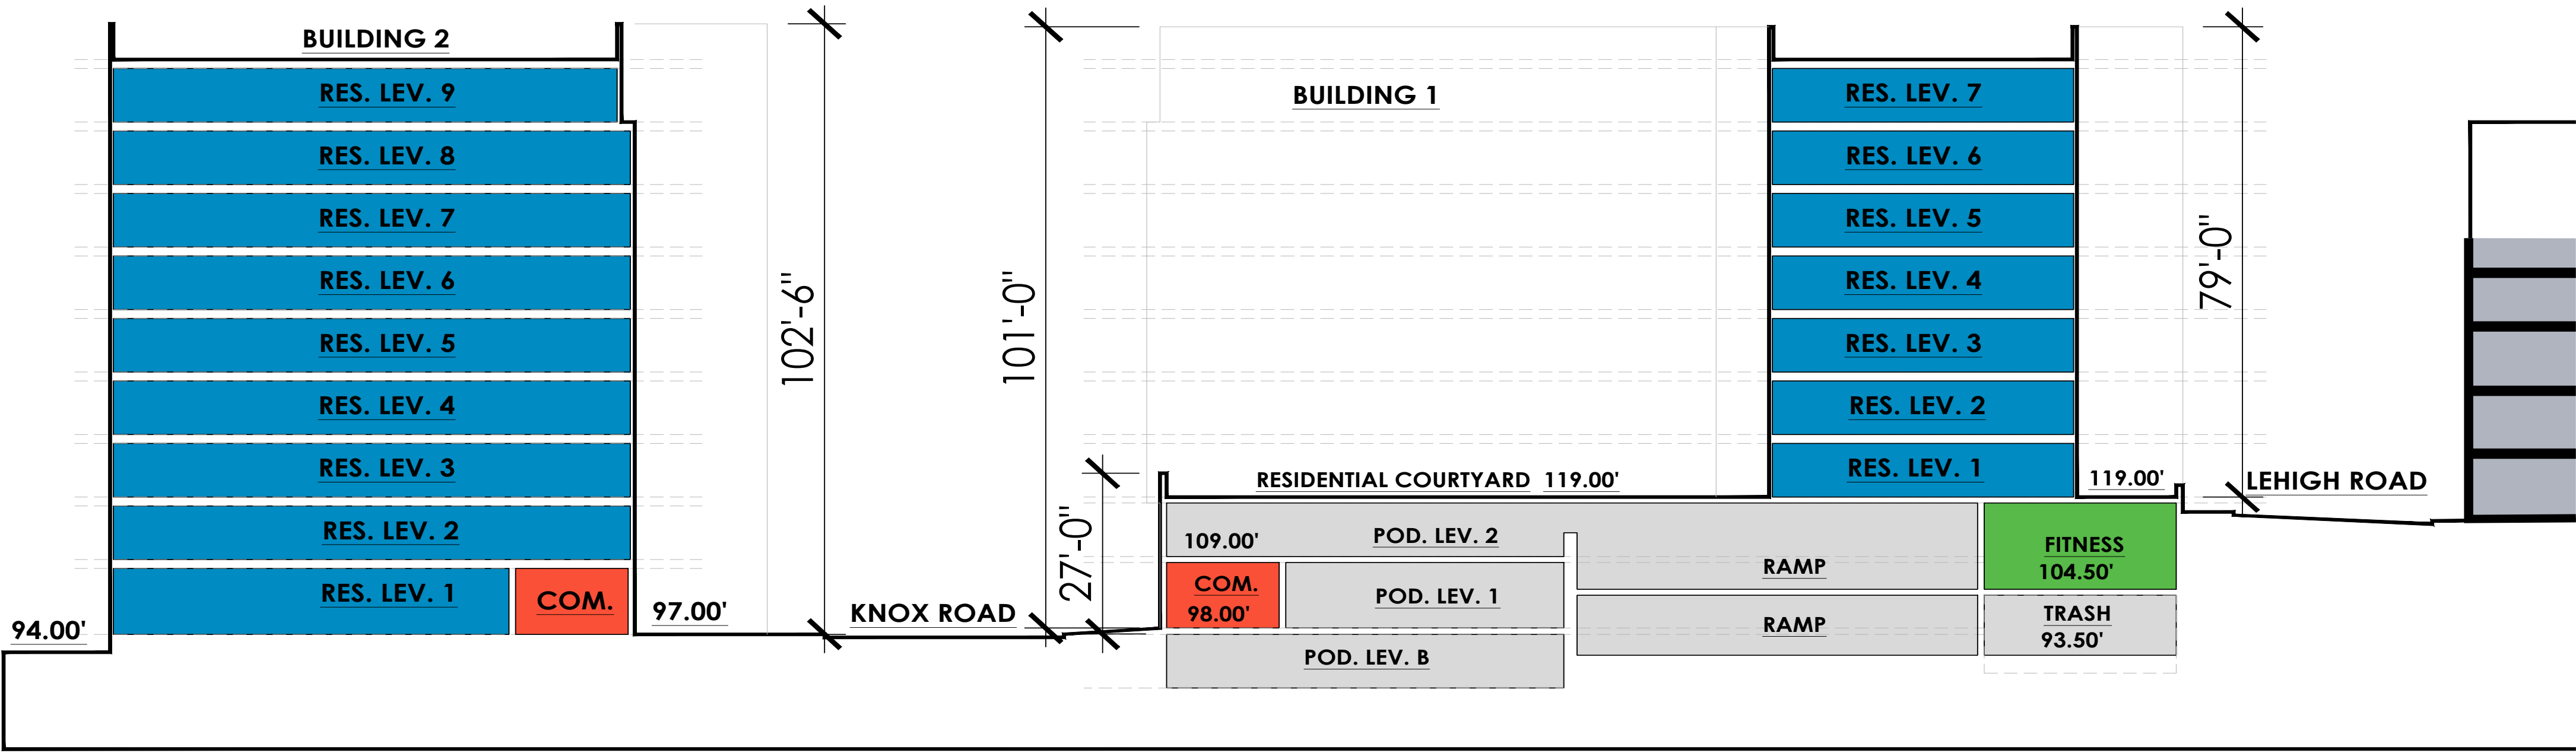 BUILDING 2
RES. LEV. 9
RES. LEV. 8
RES. LEV. 7
RES. LEV. 6
RES. LEV. 5
RES. LEV. 4
RES. LEV. 3
RES. LEV. 2
RES. LEV. 1
COM.
94.00'
97.00'
102'-6"
KNOX ROAD
101'-0"
27'-0"
BUILDING 1
RES. LEV. 7
RES. LEV. 6
RES. LEV. 5
RES. LEV. 4
RES. LEV. 3
RES. LEV. 2
RES. LEV. 1
RESIDENTIAL COURTYARD 119.00'
109.00'
POD. LEV. 2
COM.
98.00'
POD. LEV. 1
POD. LEV. B
RAMP
RAMP
FITNESS
104.50'
TRASH
93.50'
119.00'
79'-0"
LEHIGH ROAD